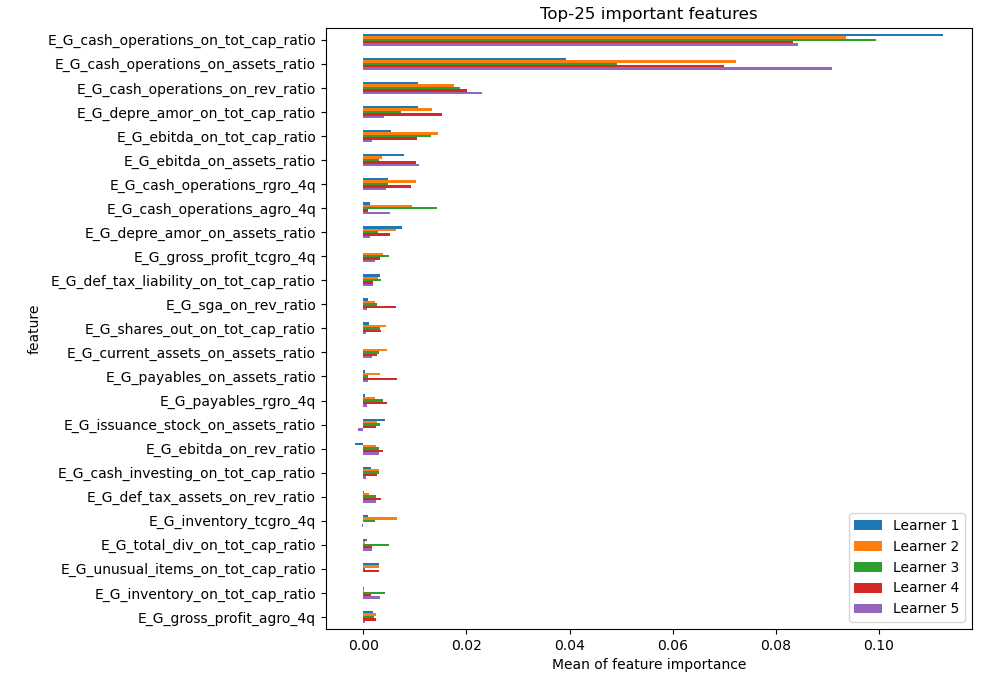 Top-25 important features
E_G_cash_operations_on_tot_cap_ratio
E_G_cash_operations_on_assets_ratio
E_G_cash_operations_on_rev_ratio
E_G_depre_amor_on_tot_cap_ratio
E_G_ebitda_on_tot_cap_ratio
E_G_ebitda_on_assets_ratio
E_G_cash_operations_rgro_4q
E_G_cash_operations_agro_4q
E_G_depre_amor_on_assets_ratio
E_G_gross_profit_tcgro_4q
E_G_def_tax_liability_on_tot_cap_ratio
E_G_sga_on_rev_ratio
E_G_shares_out_on_tot_cap_ratio
E_G_current_assets_on_assets_ratio
E_G_payables_on_assets_ratio
E_G_payables_rgro_4q
E_G_issuance_stock_on_assets_ratio
E_G_ebitda_on_rev_ratio
E_G_cash_investing_on_tot_cap_ratio
E_G_def_tax_assets_on_rev_ratio
E_G_inventory_tcgro_4q
E_G_total_div_on_tot_cap_ratio
E_G_unusual_items_on_tot_cap_ratio
E_G_inventory_on_tot_cap_ratio
E_G_gross_profit_agro_4q
feature
Learner 1
Learner 2
Learner 3
Learner 4
Learner 5
0.00 0.02 0.04 0.06 0.08 0.10
Mean of feature importance